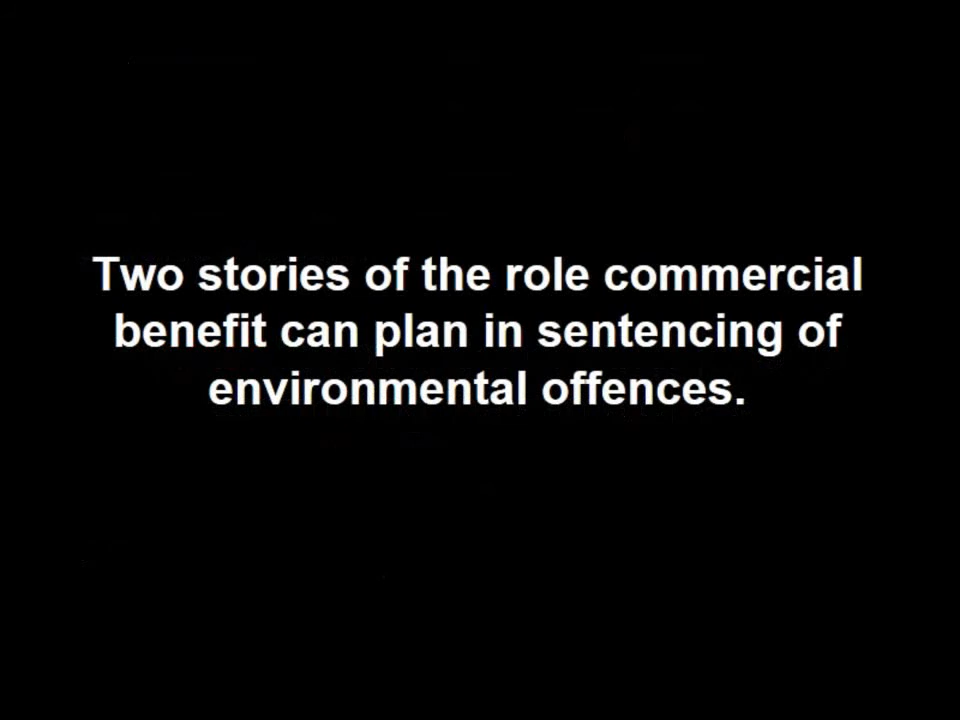 Two stories of the role commercial
benefit can plan in sentencing of
environmental offences.